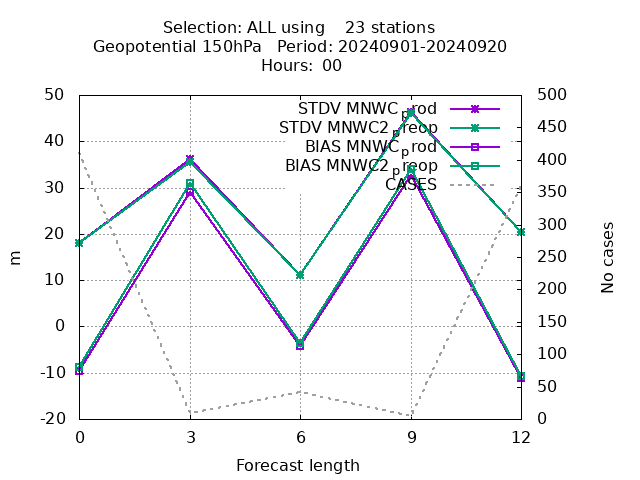 Selection: ALL using    23 stations
Geopotential 150hPa   Period: 20240901-20240920
Hours: 00
STDV MNWC_prod
STDV MNWC2_preop
BIAS MNWC_prod
BIAS MNWC2_preop
CASES
50
40
30
20
10
0
-10
-20
m
500
450
400
350
300
250
200
150
100
50
0
No cases
0 3 6 9 12
Forecast length